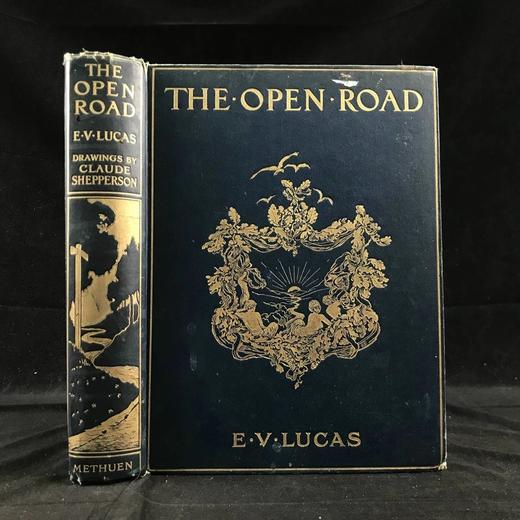 THE
OPEN
ROAD
E·V·LUCAS
DRAWINGS BY
CLAUDE
SHEPPERSON
METHUEN
THE·OPEN·ROAD
E·V·LUCAS